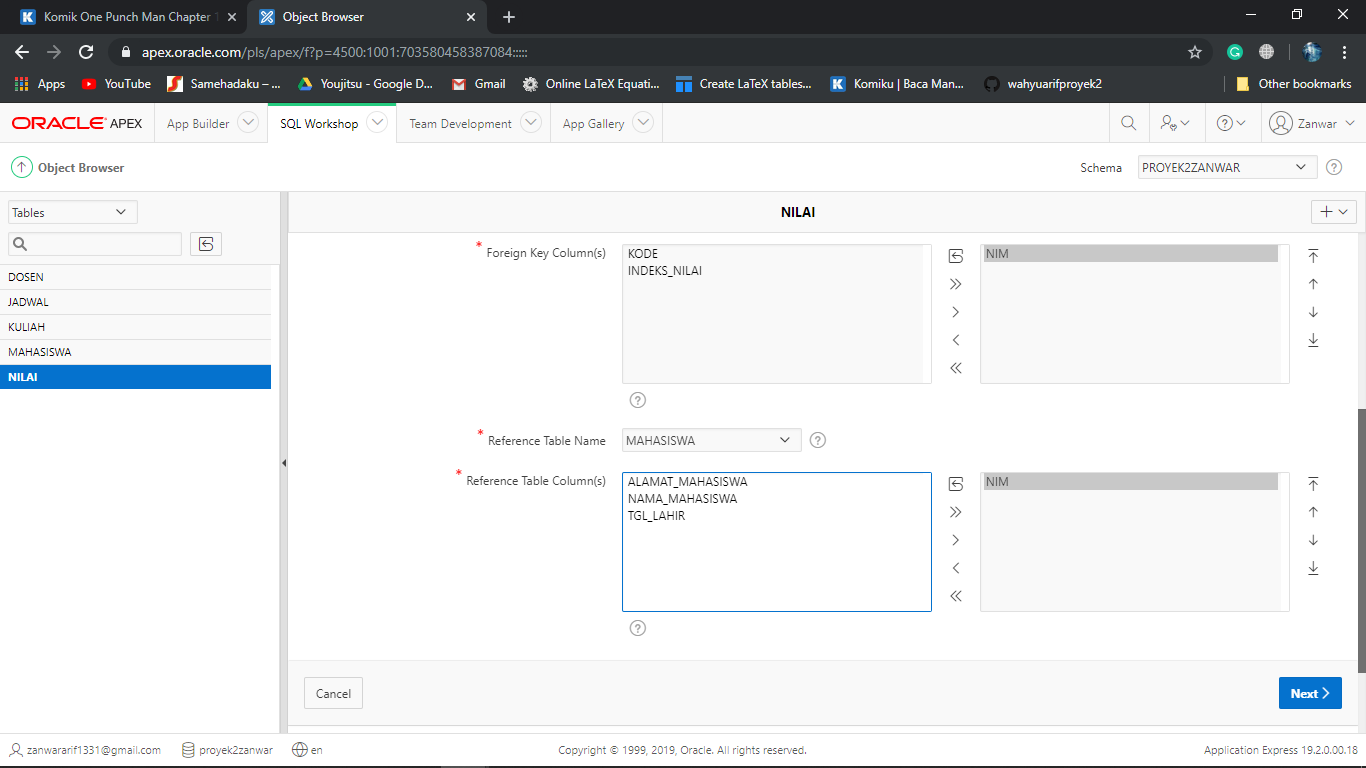 Komik One Punch Man Chapter 1
Object Browser
apex.oracle.com/pls/apex/f?p=4500:1001:703580458387084:::::
Apps
YouTube
Samehadaku – ...
Youjitsu - Google D...
Gmail
Online LaTeX Equati...
Create LaTeX tables...
Komiku | Baca Man...
wahyuarifproyek2
Other bookmarks
ORACLE APEX
App Builder
SQL Workshop
Team Development
App Gallery
Zanwar
Object Browser
Schema
PROYEK2ZANWAR
Tables
NILAI
DOSEN
JADWAL
KULIAH
MAHASISWA
NILAI
* Foreign Key Column(s)
KODE
INDEKS_NILAI
NIM
* Reference Table Name
MAHASISWA
* Reference Table Column(s)
ALAMAT_MAHASISWA
NAMA_MAHASISWA
TGL_LAHIR
NIM
Cancel
Next
zanwararif1331@gmail.com
proyek2zanwar
en
Copyright © 1999, 2019, Oracle. All rights reserved.
Application Express 19.2.0.00.18